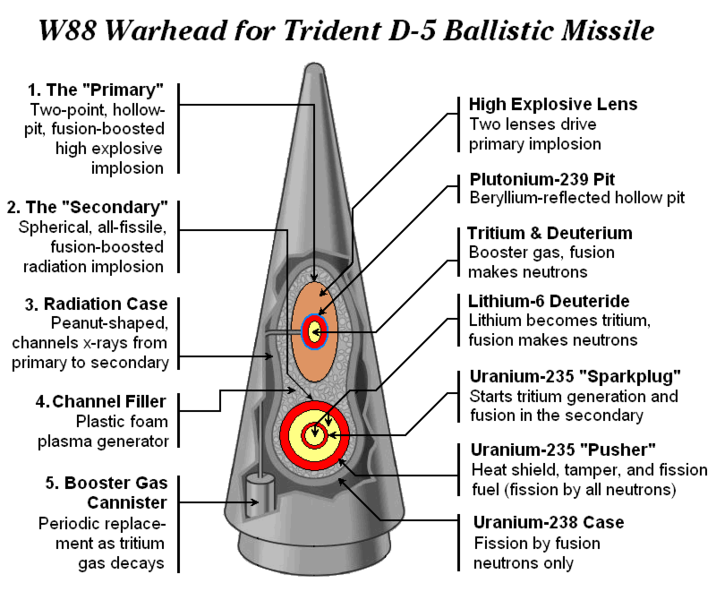 W88 Warhead for Trident D-5 Ballistic Missile
1. The "Primary"
Two-point, hollow-
pit, fusion-boosted
high explosive
implosion
2. The "Secondary"
Spherical, all-fissile,
fusion-boosted
radiation implosion
3. Radiation Case
Peanut-shaped,
channels x-rays from
primary to secondary
4. Channel Filler
Plastic foam
plasma generator
5. Booster Gas
Cannister
Periodic replace-
ment as tritium
gas decays
High Explosive Lens
Two lenses drive
primary implosion
Plutonium-239 Pit
Beryllium-reflected hollow pit
Tritium & Deuterium
Booster gas, fusion
makes neutrons
Lithium-6 Deuteride
Lithium becomes tritium,
fusion makes neutrons
Uranium-235 "Sparkplug"
Starts tritium generation and
fusion in the secondary
Uranium-235 "Pusher"
Heat shield, tamper, and fission
fuel (fission by all neutrons)
Uranium-238 Case
Fission by fusion
neutrons only